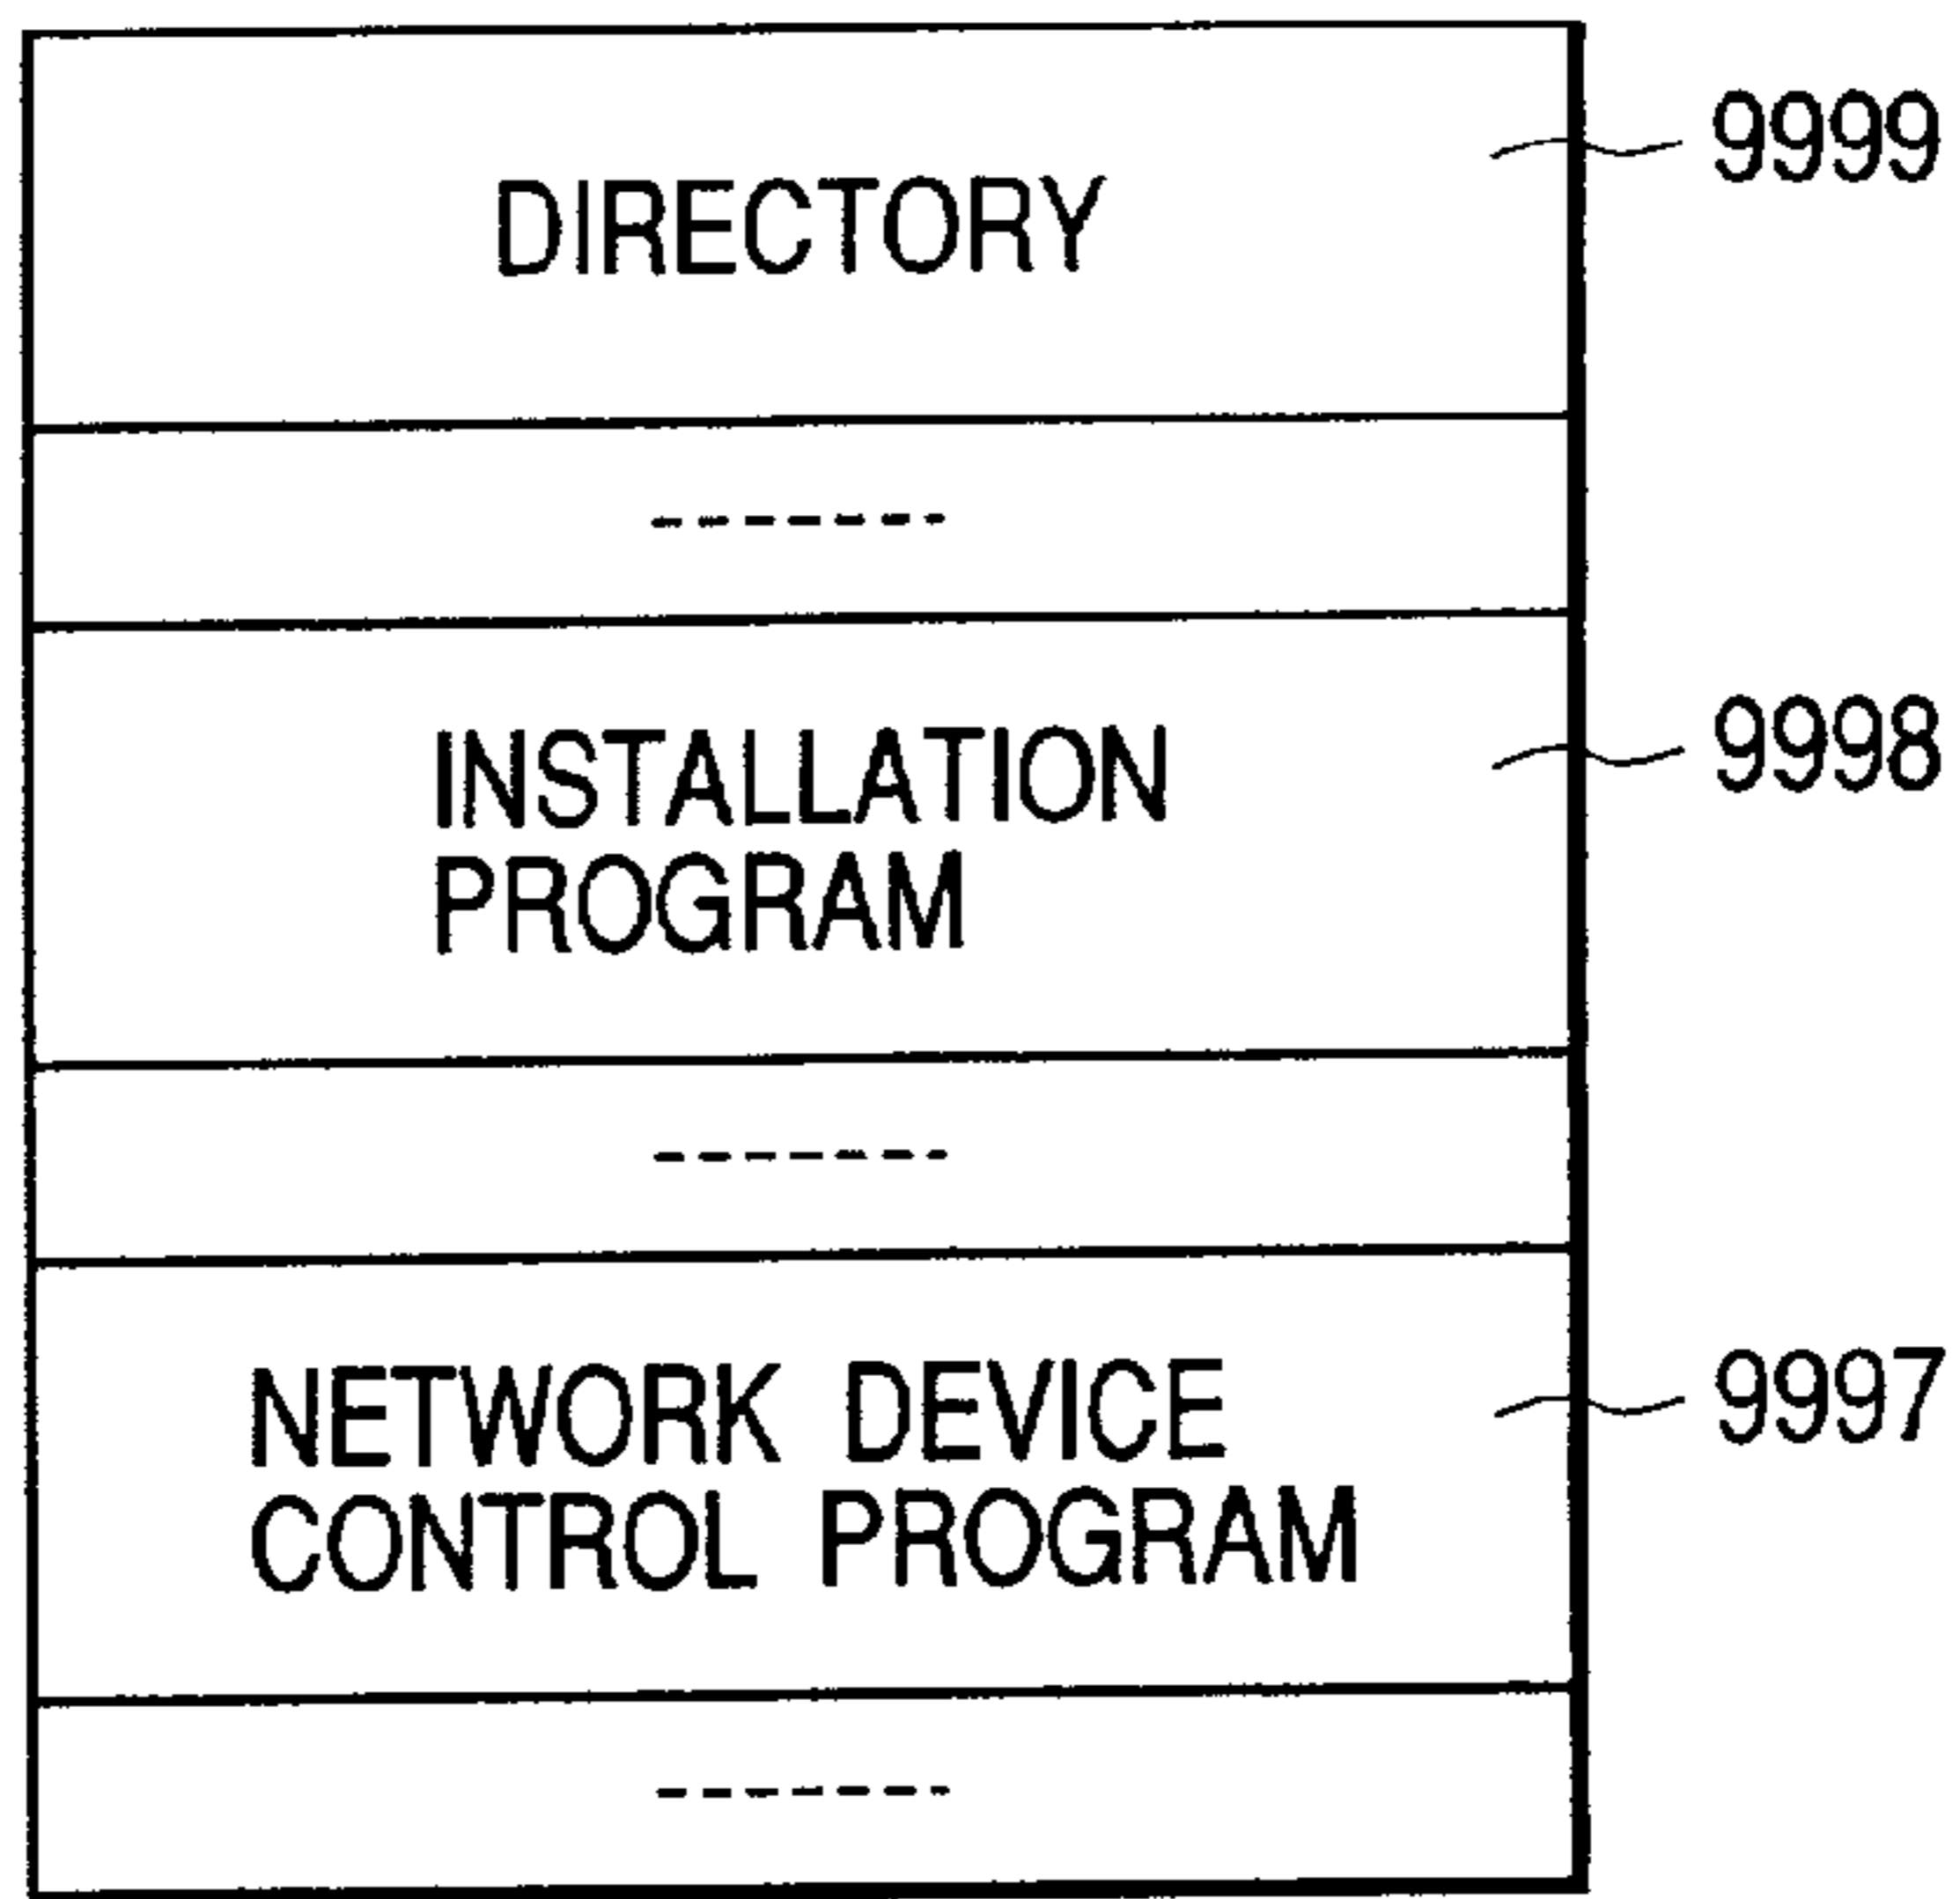 DIRECTORY
9999
-------
INSTALLATION
PROGRAM
9998
-------
NETWORK DEVICE
CONTROL PROGRAM
9997
-------